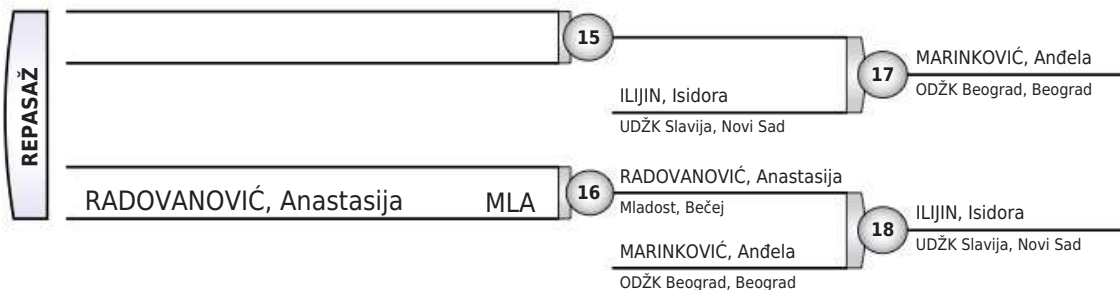 REPASAŽ
15
ILIJIN, Isidora
UDŽK Slavija, Novi Sad
17
MARINKOVIĆ, Anđela
ODŽK Beograd, Beograd
RADOVANOVIĆ, Anastasija MLA
16
RADOVANOVIĆ, Anastasija
Mladost, Bečej
MARINKOVIĆ, Anđela
ODŽK Beograd, Beograd
18
ILIJIN, Isidora
UDŽK Slavija, Novi Sad